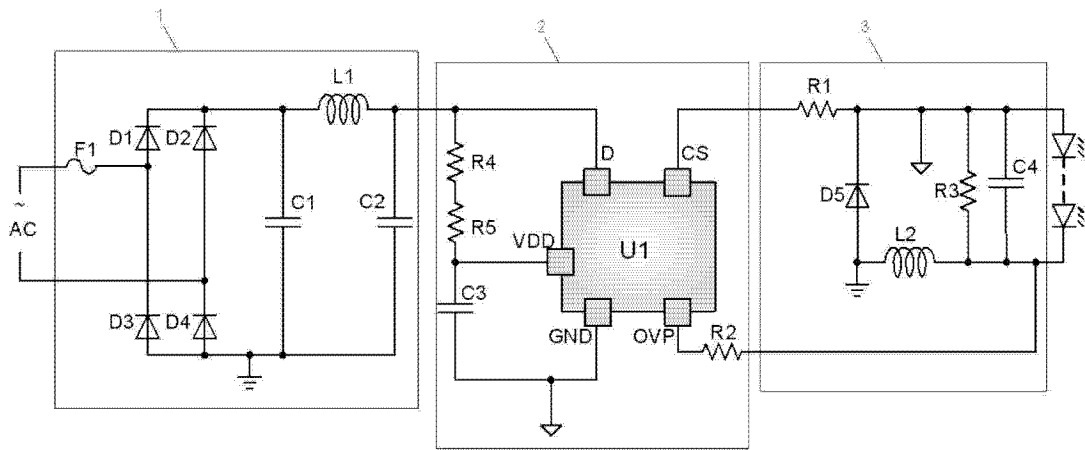 1
2
3
L1
D1
D2
F1
~
AC
C1
C2
D3
D4
R4
R5
VDD
C3
GND
D
CS
U1
OVP
R2
R1
D5
L2
R3
C4